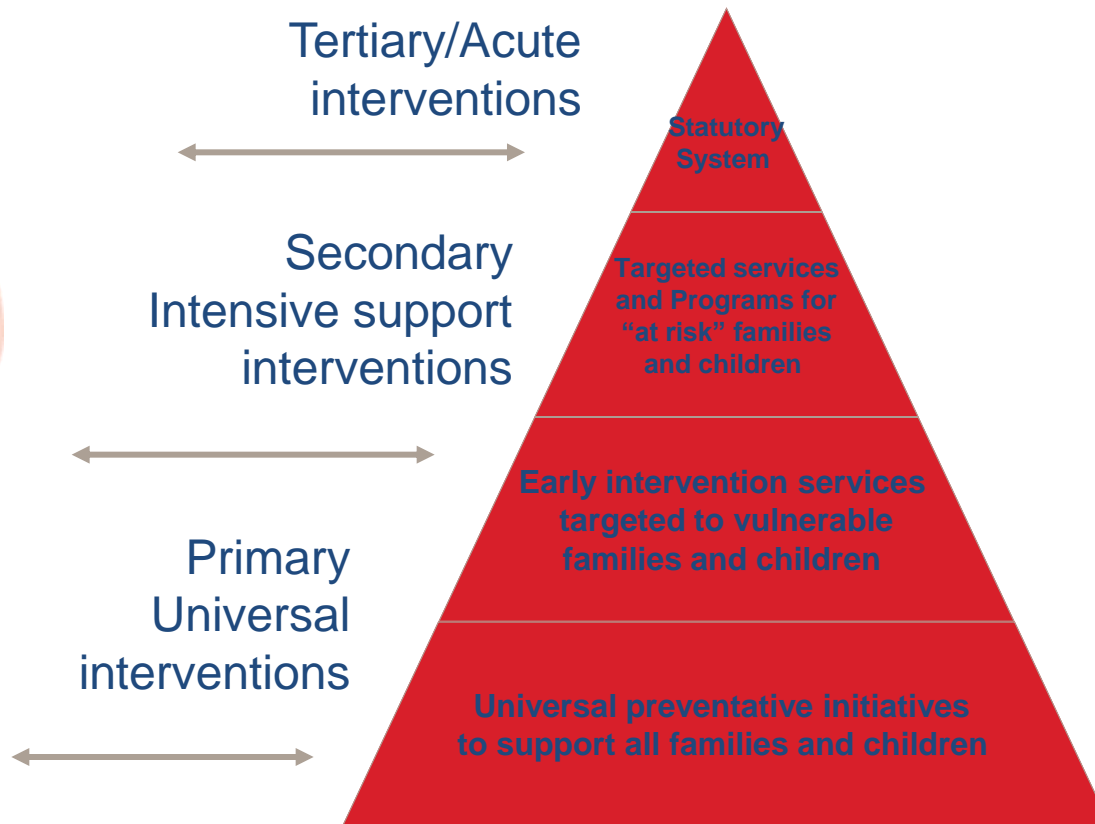 Tertiary/Acute
interventions
Statutory
System
Secondary
Intensive support
interventions
Targeted services
and Programs for
“at risk” families
and children
Early intervention services
targeted to vulnerable
families and children
Primary
Universal
interventions
Universal preventative initiatives
to support all families and children